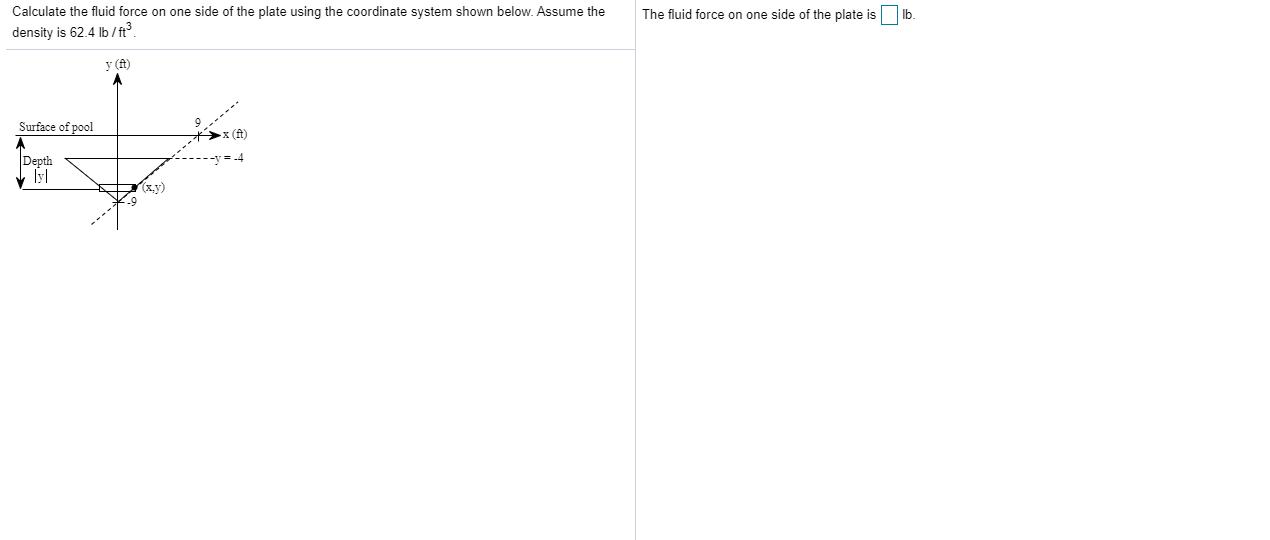 Calculate the fluid force on one side of the plate using the coordinate system shown below. Assume the
density is 62.4 lb / ft³.
y (ft)
Surface of pool
9
x (ft)
Depth
y = -4
|y|
(x,y)
-9
The fluid force on one side of the plate is lb.